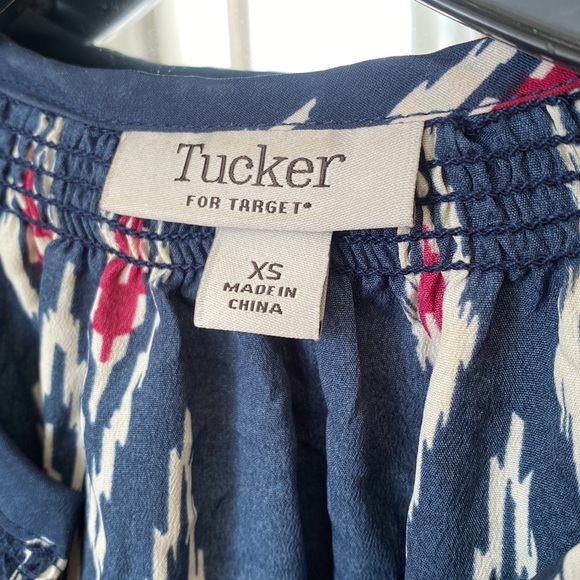 Tucker
FOR TARGET®
XS
MADE IN
CHINA